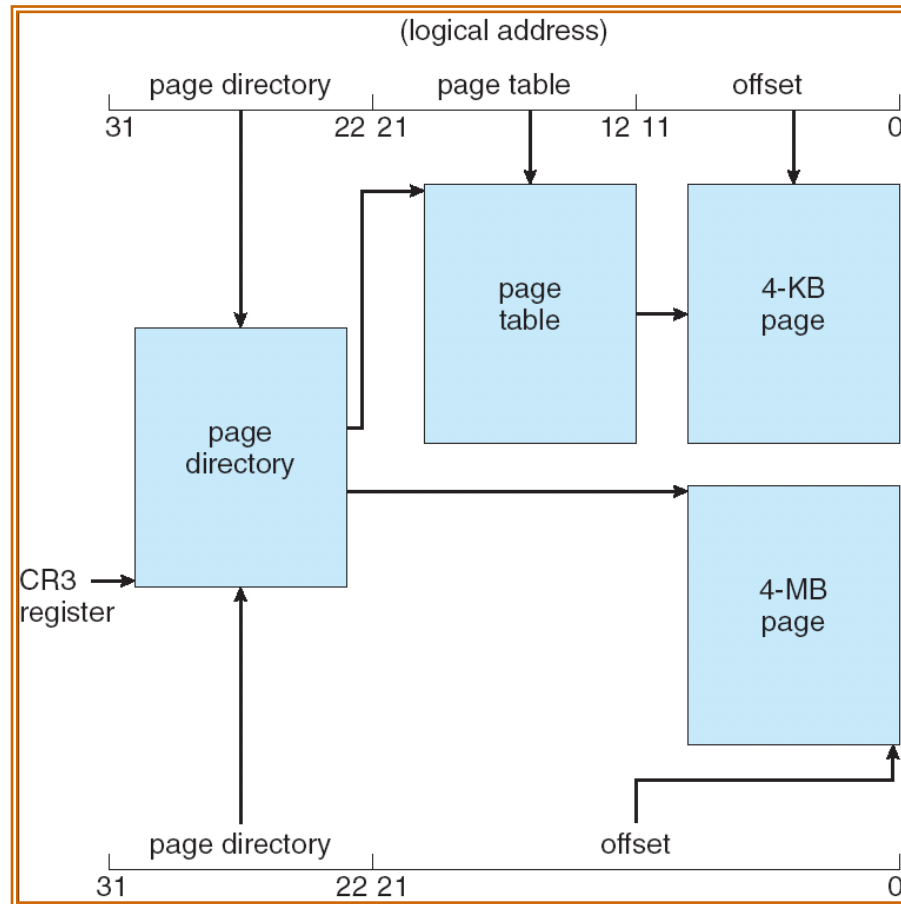 (logical address)
page directory page table offset
31 22 21 12 11 0
page
table
4-KB
page
page
directory
CR3
register
4-MB
page
page directory offset
31 22 21 0